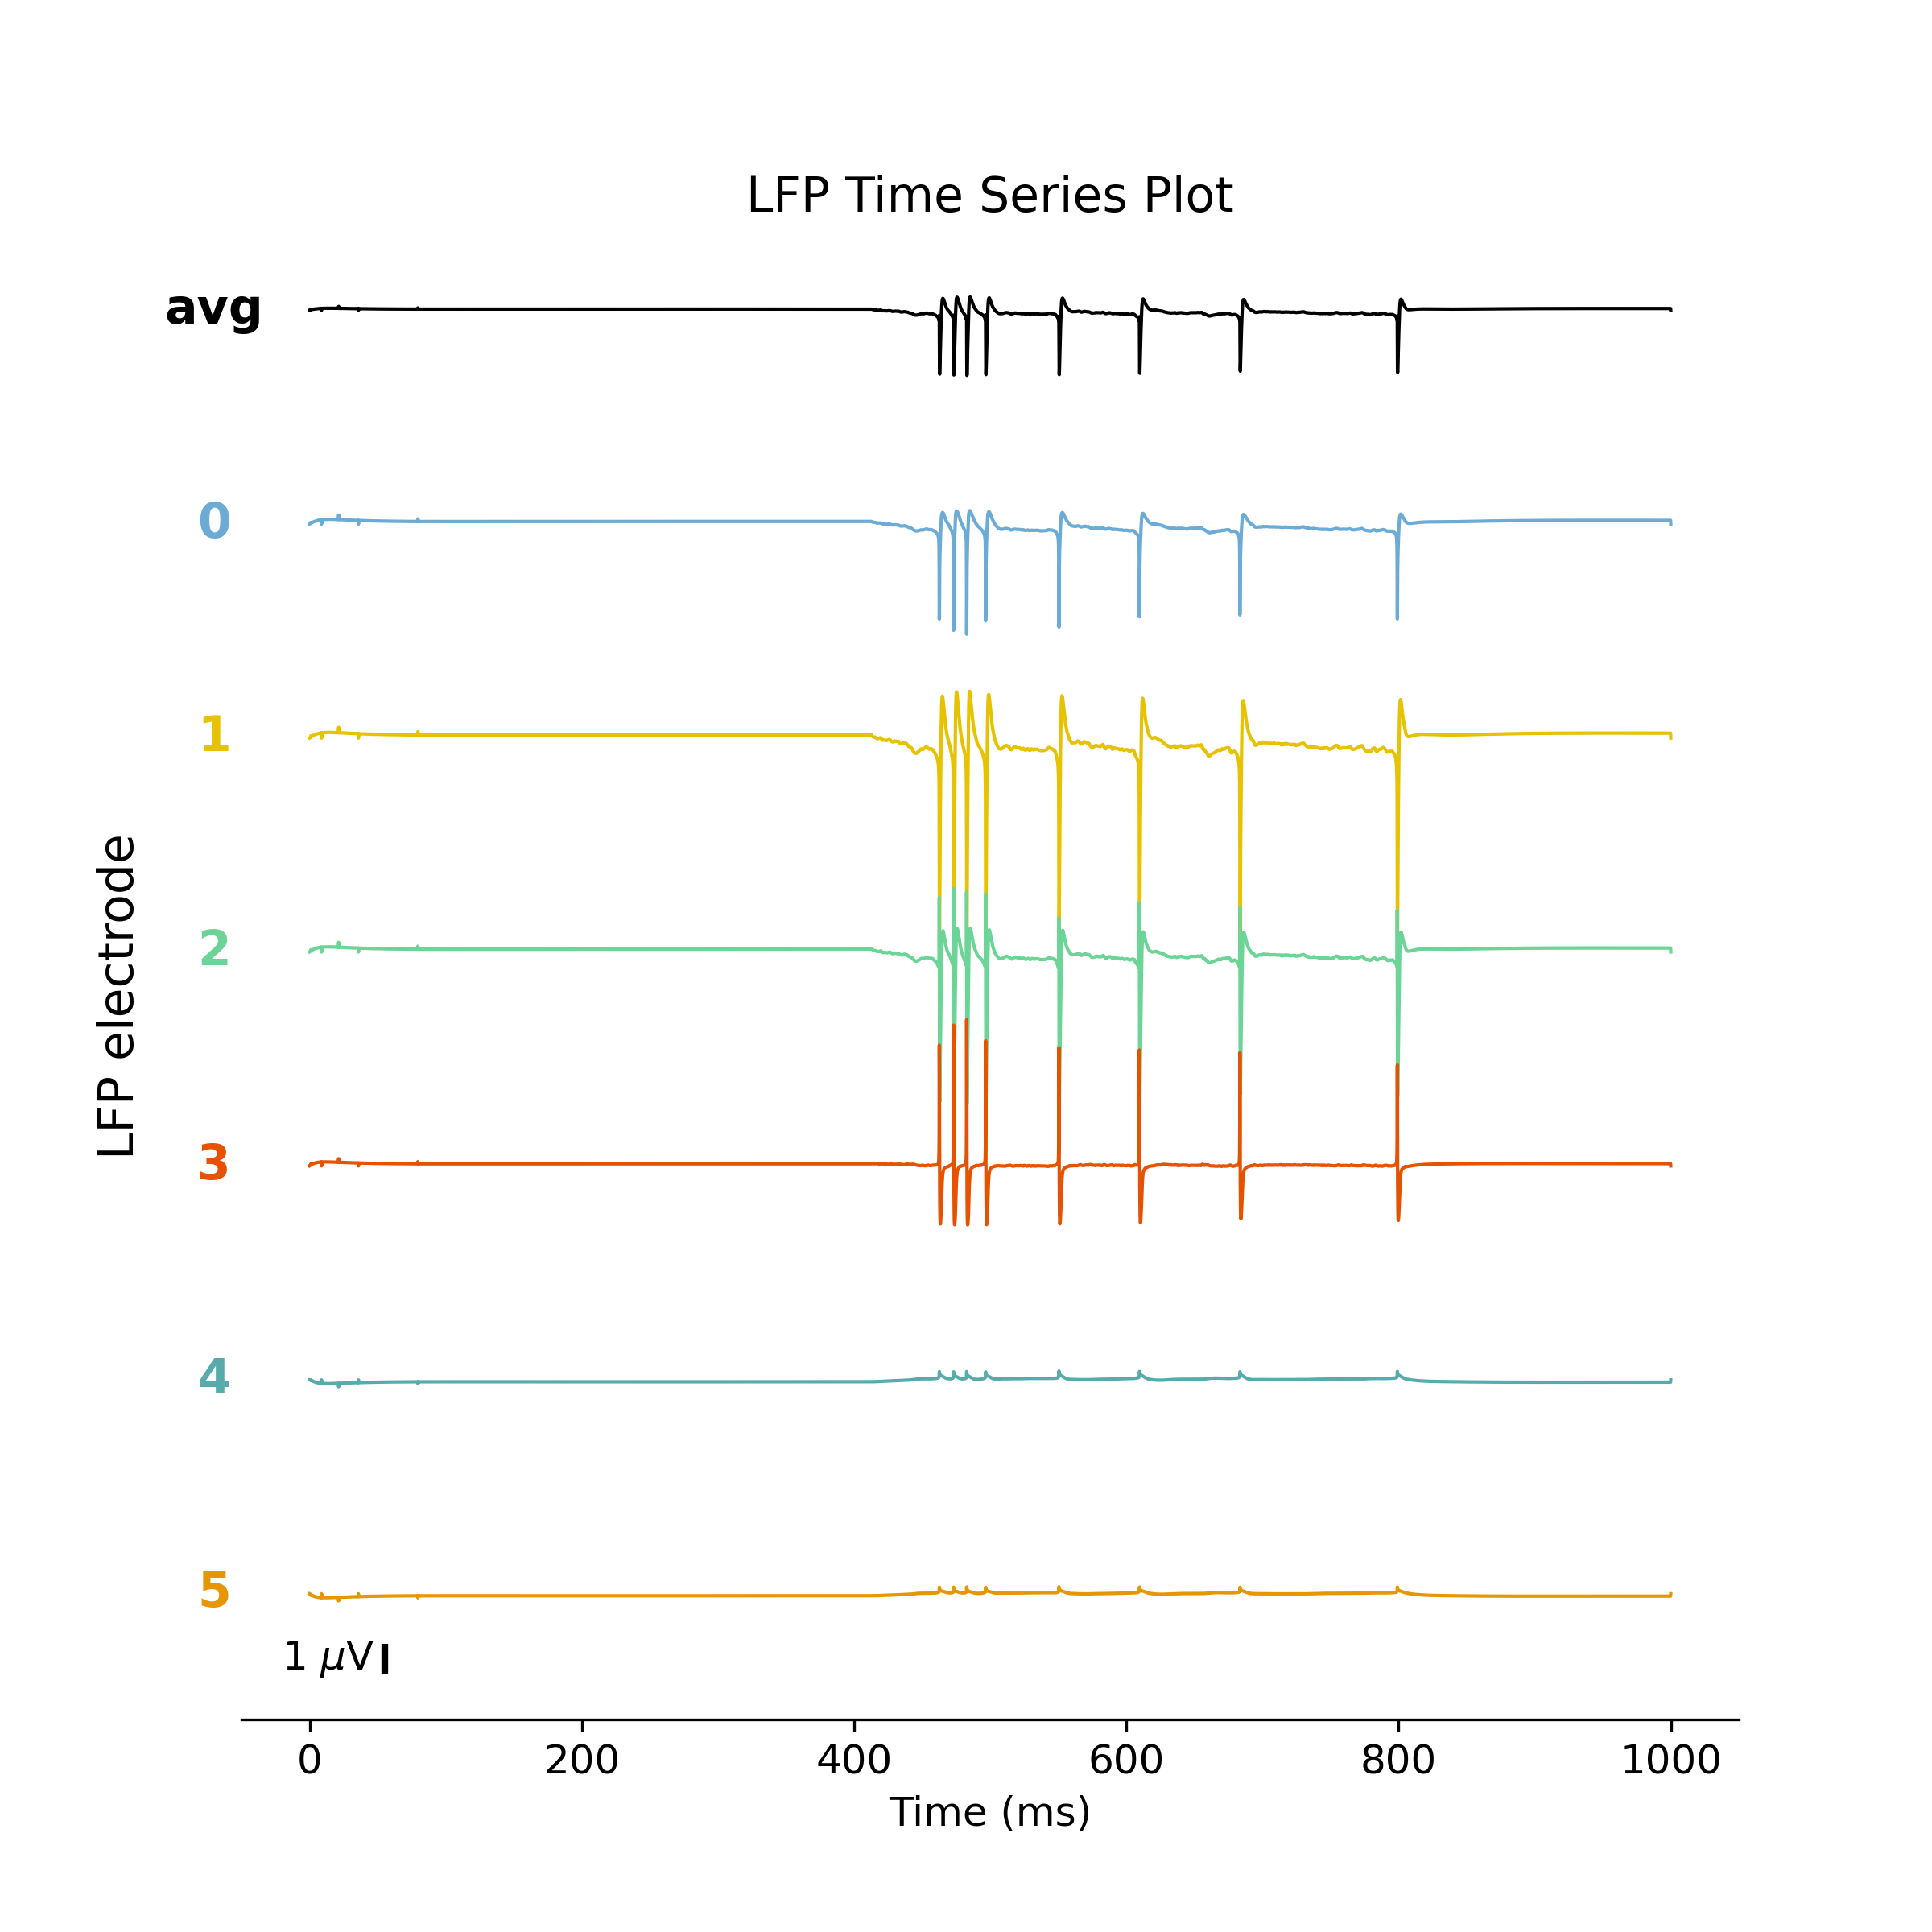 LFP Time Series Plot
avg
0
1
2
3
4
5
LFP electrode
1 μV
0 200 400 600 800 1000
Time (ms)